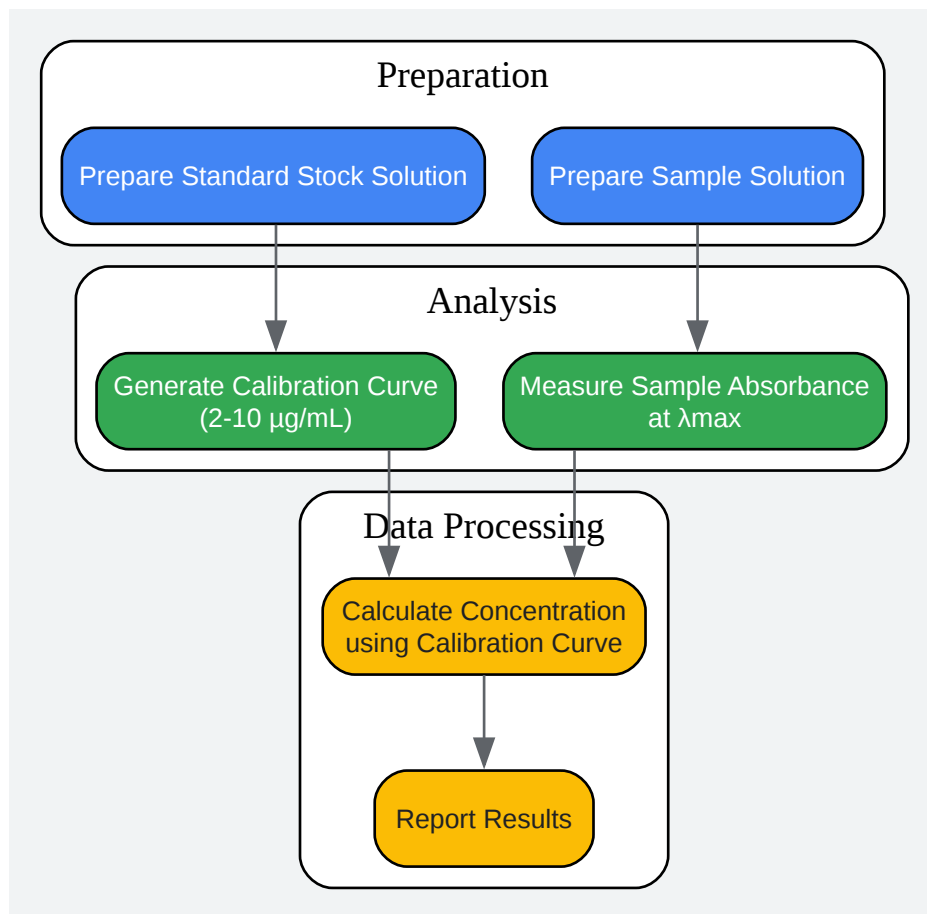 Preparation
Prepare Standard Stock Solution
Prepare Sample Solution
Analysis
Generate Calibration Curve
(2-10 µg/mL)
Measure Sample Absorbance
at λmax
Data Processing
Calculate Concentration
using Calibration Curve
Report Results